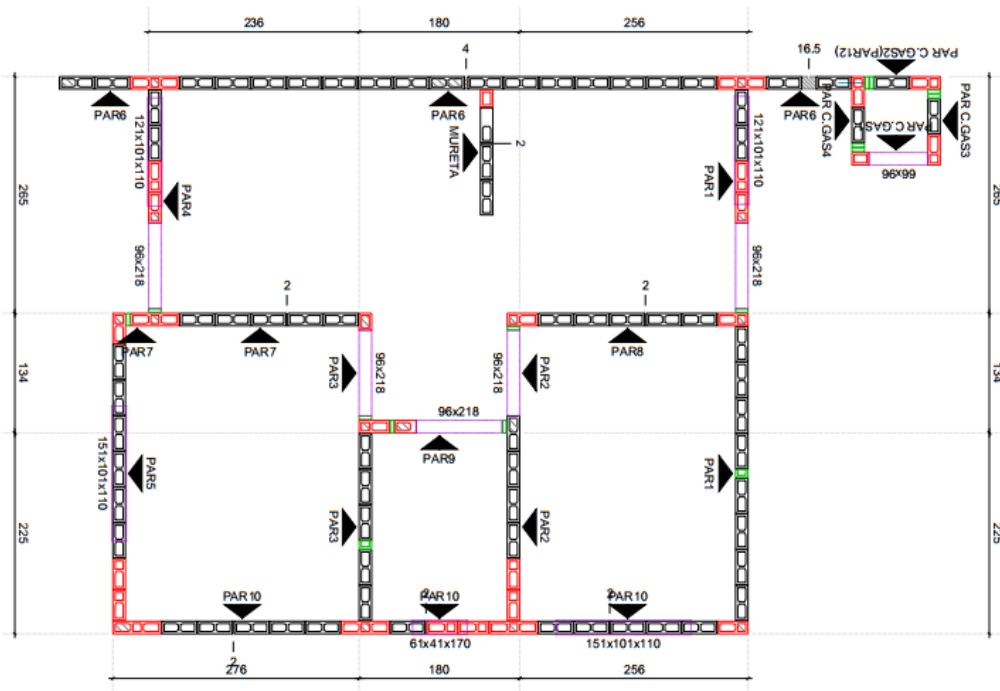 236
180
256
4
16.5
PAR C.GAS2(PAR12)
PAR6
PAR6
PAR6
121x101x110
MURETA
2
121x101x110
PAR C.GAS4
PAR C.GAS3
96x99
265
PAR4
PAR1
265
96x218
96x218
2
2
PAR7
PAR7
PAR8
134
PAR3
96x218
96x218
PAR2
134
96x218
PAR9
151x101x110
PAR5
PAR1
225
PAR3
PAR2
225
PAR10
2
PAR10
2
PAR10
61x41x170
151x101x110
2
276
180
256